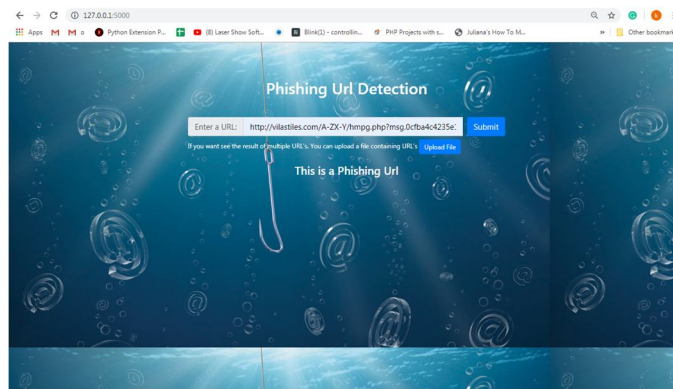 127.0.0.1:5000
Apps M M o Python Extension P... (8) Laser Show Soft... Blink(1) - controllin... PHP Projects with s... Juliana's How To M... » Other bookmark
Phishing Url Detection
Enter a URL: http://vilastiles.com/A-ZX-Y/hmpg.php?msg.0cfba4c4235e: Submit
If you want see the result of multiple URL's. You can upload a file containing URL's Upload File
This is a Phishing Url